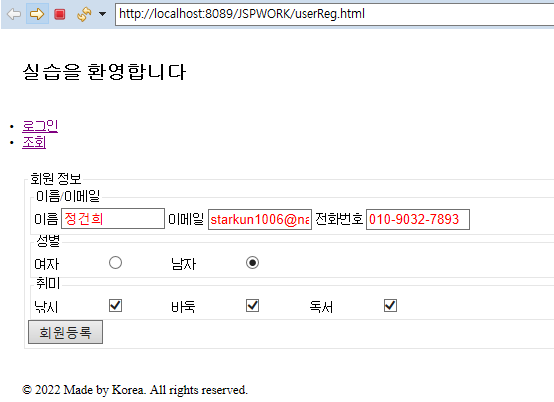 http://localhost:8089/JSPWORK/userReg.html
실습을 환영합니다
로그인
조회
회원 정보
이름/이메일
이름 정건희 이메일 starkun1006@na 전화번호 010-9032-7893
성별
여자 남자
취미
낚시 바둑 독서
회원등록
© 2022 Made by Korea. All rights reserved.